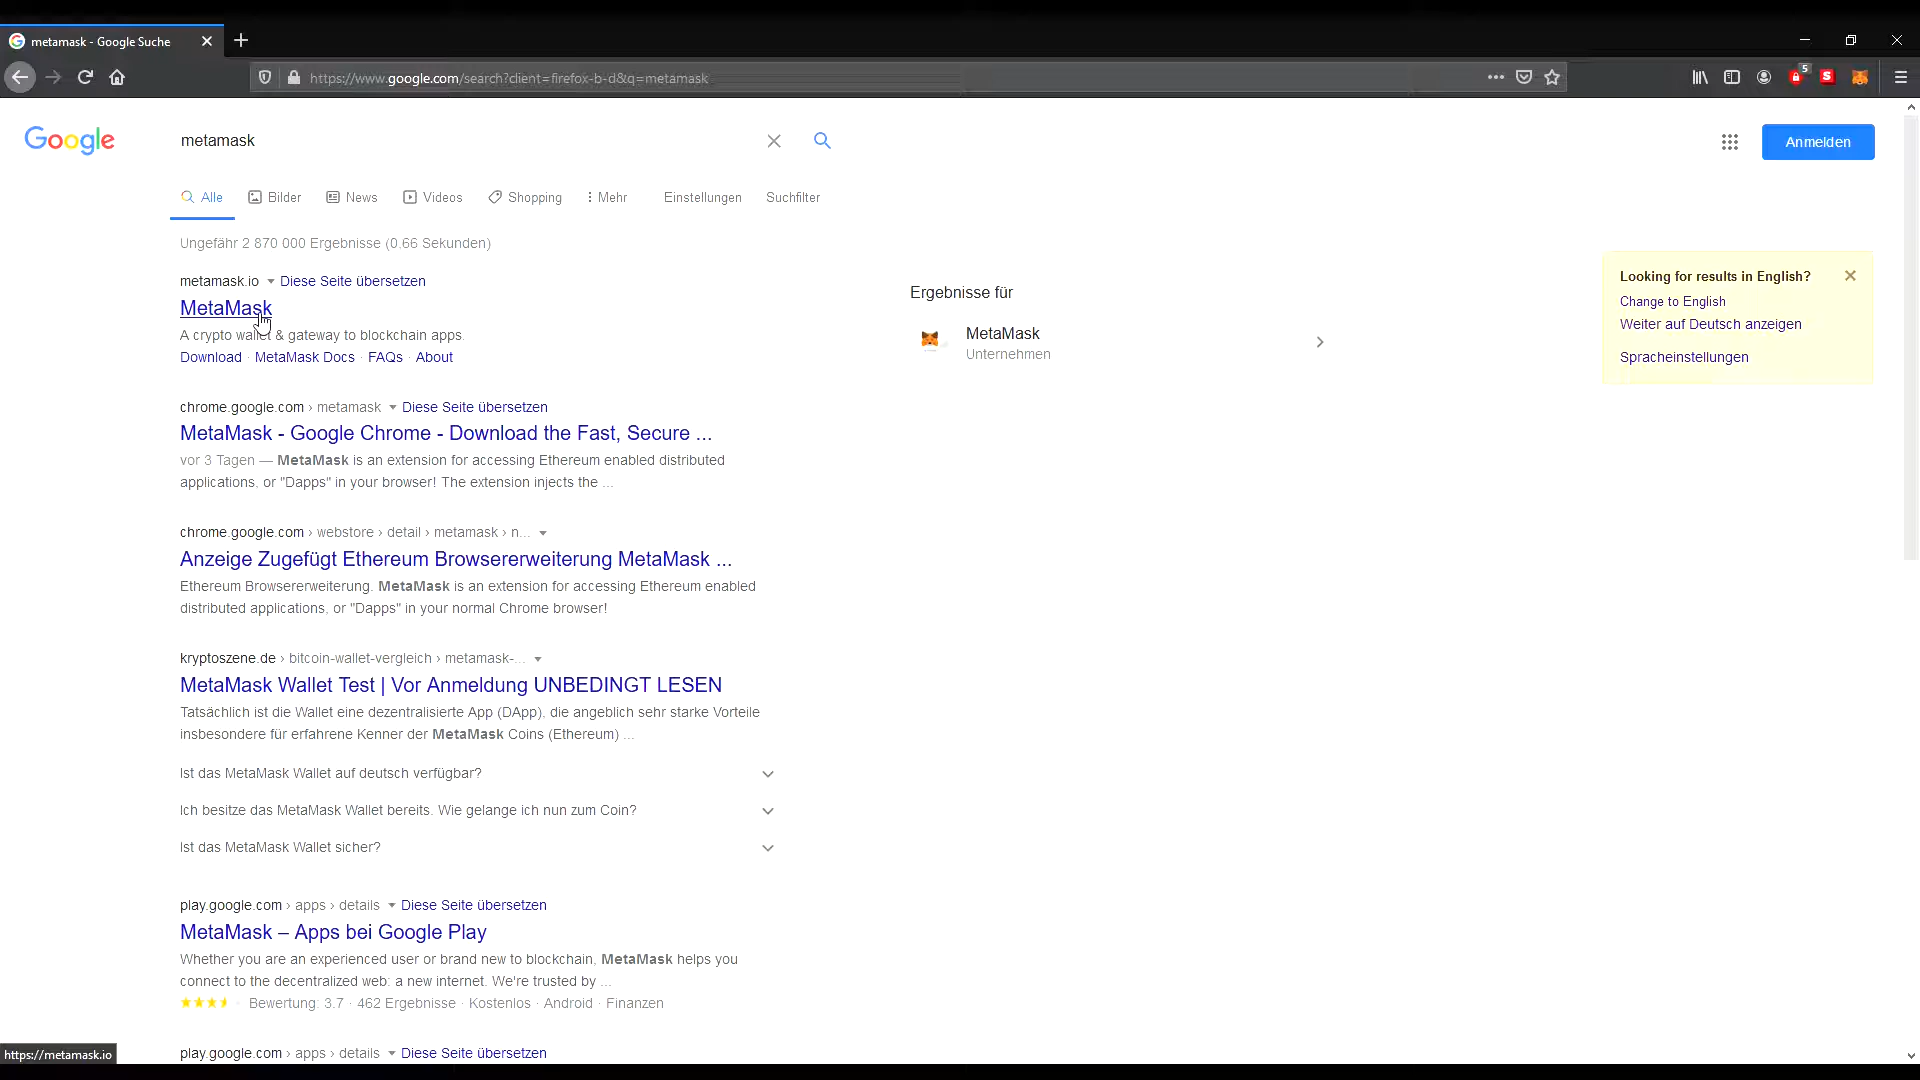 metamask - Google Suche
https://www.google.com/search?client=firefox-b-d&q=metamask
5
S
Google
metamask
Anmelden
Alle
Bilder
News
Videos
Shopping
Mehr
Einstellungen
Suchfilter
Ungefähr 2 870 000 Ergebnisse (0,66 Sekunden)
metamask.io Diese Seite übersetzen
MetaMask
A crypto wallet & gateway to blockchain apps.
Download · MetaMask Docs · FAQs · About
chrome.google.com › metamask Diese Seite übersetzen
MetaMask - Google Chrome - Download the Fast, Secure ...
vor 3 Tagen — MetaMask is an extension for accessing Ethereum enabled distributed
applications, or "Dapps" in your browser! The extension injects the ...
chrome.google.com › webstore › detail › metamask › n...
Anzeige Zugefügt Ethereum Browsererweiterung MetaMask ...
Ethereum Browsererweiterung. MetaMask is an extension for accessing Ethereum enabled
distributed applications, or "Dapps" in your normal Chrome browser!
kryptoszene.de › bitcoin-wallet-vergleich › metamask-...
MetaMask Wallet Test | Vor Anmeldung UNBEDINGT LESEN
Tatsächlich ist die Wallet eine dezentralisierte App (DApp), die angeblich sehr starke Vorteile
insbesondere für erfahrene Kenner der MetaMask Coins (Ethereum) ...
Ist das MetaMask Wallet auf deutsch verfügbar?
Ich besitze das MetaMask Wallet bereits. Wie gelange ich nun zum Coin?
Ist das MetaMask Wallet sicher?
play.google.com › apps › details Diese Seite übersetzen
MetaMask – Apps bei Google Play
Whether you are an experienced user or brand new to blockchain, MetaMask helps you
connect to the decentralized web: a new internet. We're trusted by ...
Bewertung: 3,7 · 462 Ergebnisse · Kostenlos · Android · Finanzen
play.google.com › apps › details Diese Seite übersetzen
Ergebnisse für
MetaMask
Unternehmen
Looking for results in English?
Change to English
Weiter auf Deutsch anzeigen
Spracheinstellungen
https://metamask.io